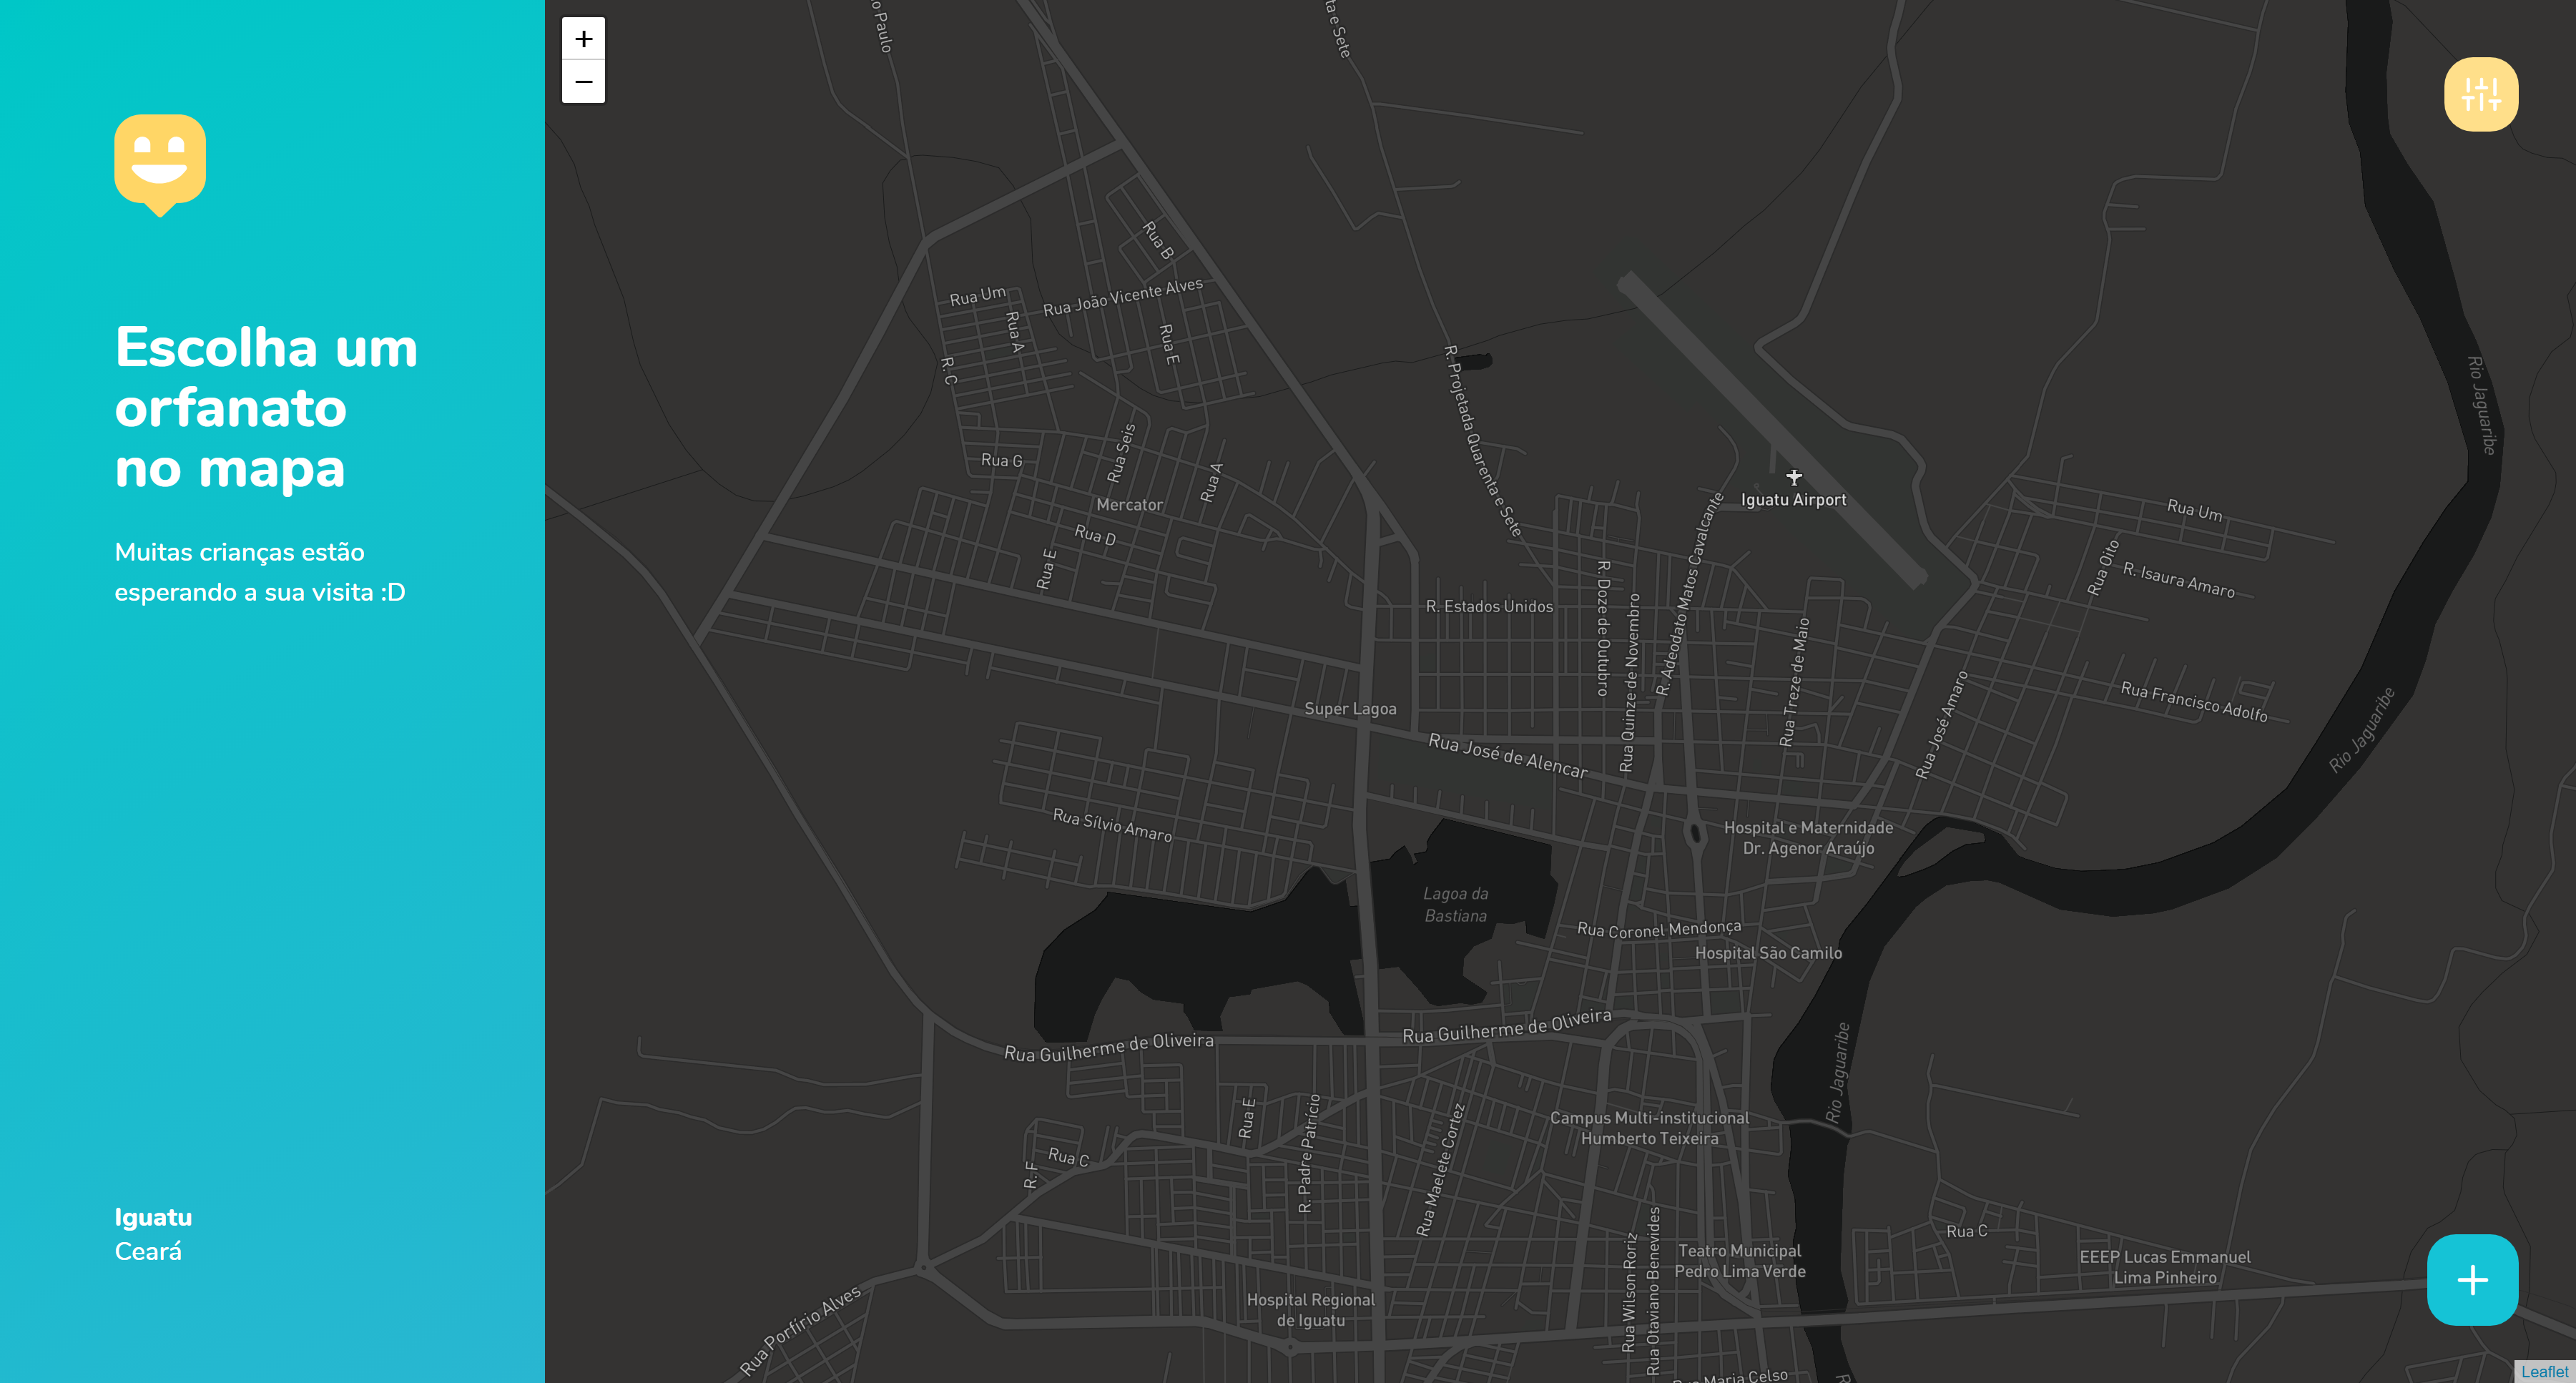 Escolha um
orfanato
no mapa
Muitas crianças estão
esperando a sua visita :D
Iguatu
Ceará
+
−
o Paulo
ta e Sete
Rua B
Rua Um
Rua João Vicente Alves
Rua A
Rua E
R. C
R. Projetada Quarenta e Sete
Rio Jaguaribe
Rua Seis
Rua G
Rua A
Mercator
Iguatu Airport
Rua D
Rua E
Rua Um
Rua Oito
R. Isaura Amaro
R. Adeodato Matos Cavalcante
R. Doze de Outubro
Rua Quinze de Novembro
R. Estados Unidos
Rua Treze de Maio
Rua José Amaro
Rua Francisco Adolfo
Super Lagoa
Rio Jaguaribe
Rua José de Alencar
Rua Sílvio Amaro
Hospital e Maternidade
Dr. Agenor Araújo
Lagoa da
Bastiana
Rua Coronel Mendonça
Hospital São Camilo
Rua Guilherme de Oliveira
Rua Guilherme de Oliveira
Rio Jaguaribe
Rua E
R. Padre Patrício
Rua Maelete Cortez
Campus Multi-institucional
Humberto Teixeira
Rua C
R. F
Rua C
Rua Wilson Roriz
Rua Otaviano Benevides
Teatro Municipal
Pedro Lima Verde
EEEP Lucas Emmanuel
Lima Pinheiro
Hospital Regional
de Iguatu
Rua Porfírio Alves
Maria Celso
R
Leaflet